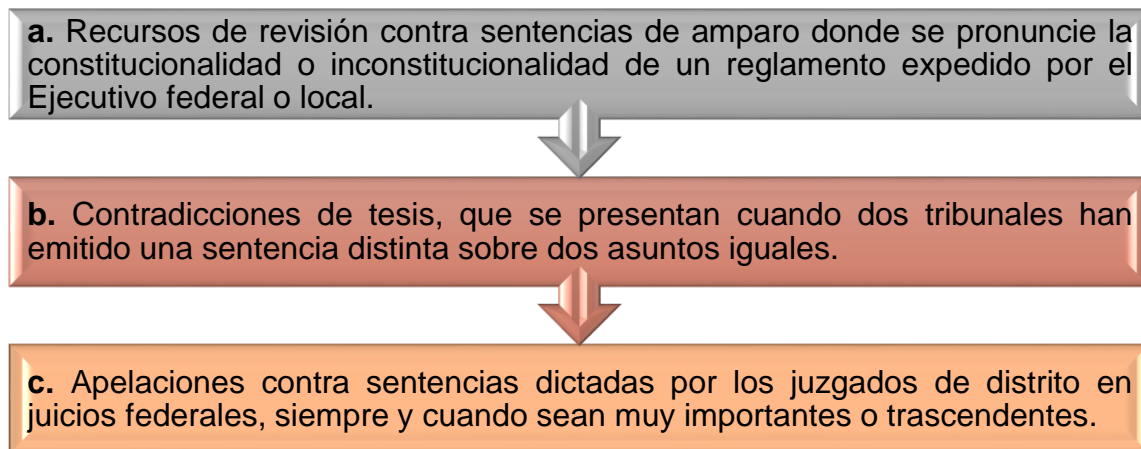 a. Recursos de revisión contra sentencias de amparo donde se pronuncie la
constitucionalidad o inconstitucionalidad de un reglamento expedido por el
Ejecutivo federal o local.
b. Contradicciones de tesis, que se presentan cuando dos tribunales han
emitido una sentencia distinta sobre dos asuntos iguales.
c. Apelaciones contra sentencias dictadas por los juzgados de distrito en
juicios federales, siempre y cuando sean muy importantes o trascendentes.